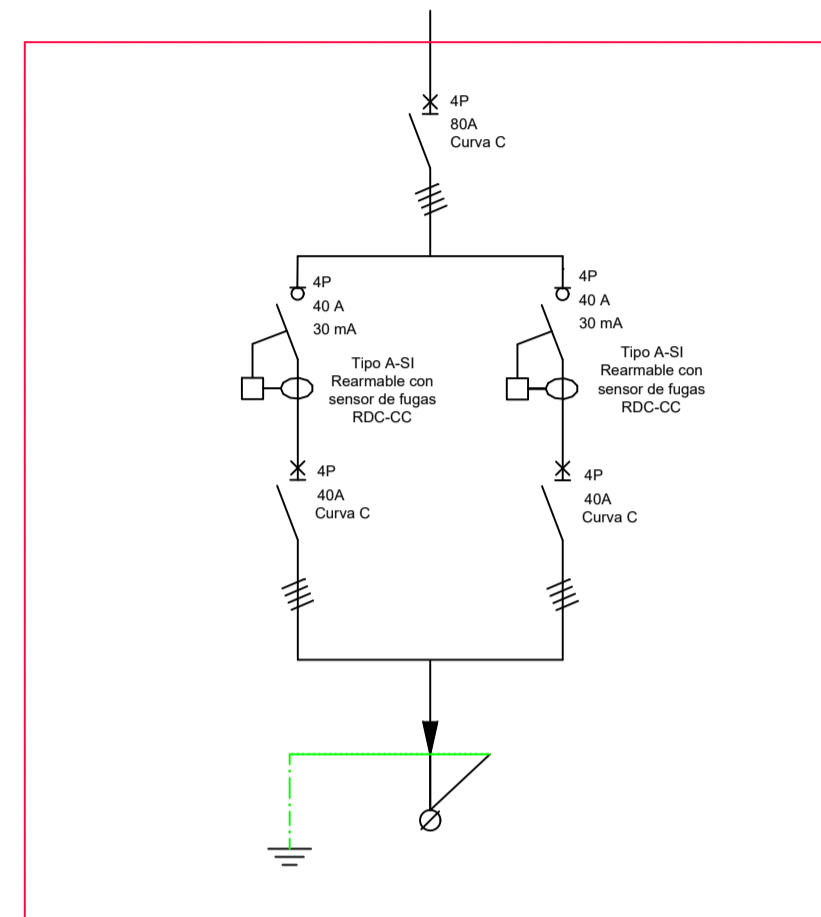 4P
80A
Curva C
4P
40 A
30 mA
Tipo A-SI
Rearmable con
sensor de fugas
RDC-CC
4P
40A
Curva C
4P
40 A
30 mA
Tipo A-SI
Rearmable con
sensor de fugas
RDC-CC
4P
40A
Curva C